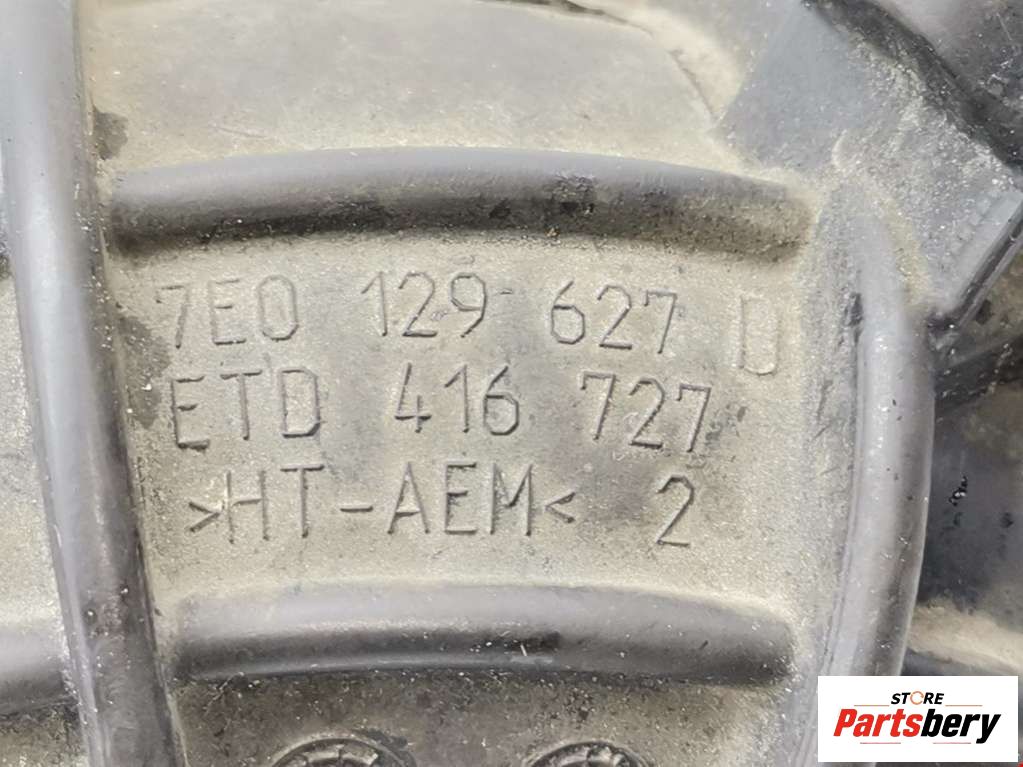 7E0 129 627 D
ETD 416 727
>HT-AEM< 2
STORE
Partsbery